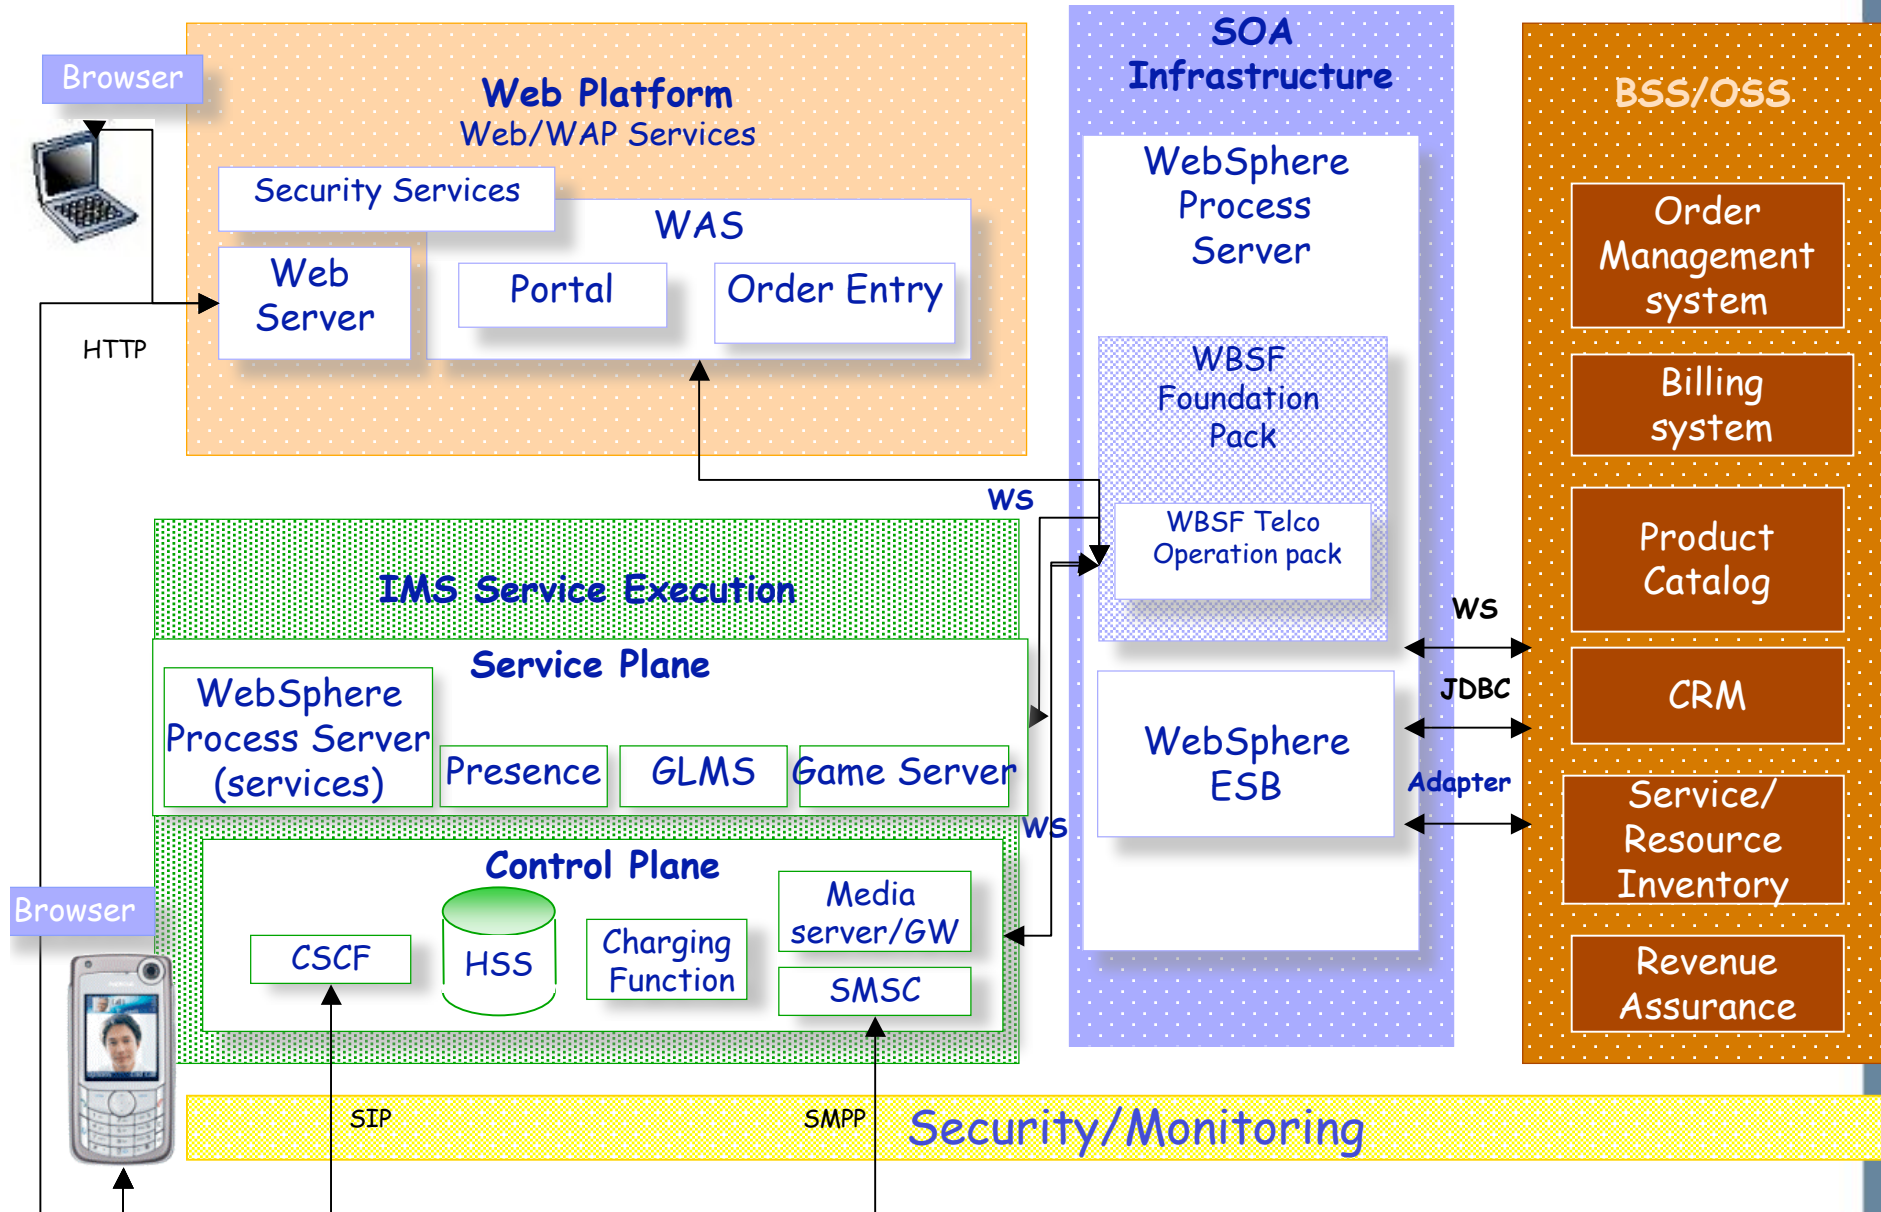 Browser
Web Platform
Web/WAP Services
Security Services
WAS
Web
Server
Portal
Order Entry
HTTP
SOA
Infrastructure
WebSphere
Process
Server
WBSF
Foundation
Pack
WBSF Telco
Operation pack
WebSphere
ESB
WS
WS
WS
JDBC
Adapter
BSS/OSS
Order
Management
system
Billing
system
Product
Catalog
CRM
Service/
Resource
Inventory
Revenue
Assurance
IMS Service Execution
Service Plane
WebSphere
Process Server
(services)
Presence
GLMS
Game Server
Control Plane
CSCF
HSS
Charging
Function
Media
server/GW
SMSC
Browser
SIP
SMPP
Security/Monitoring